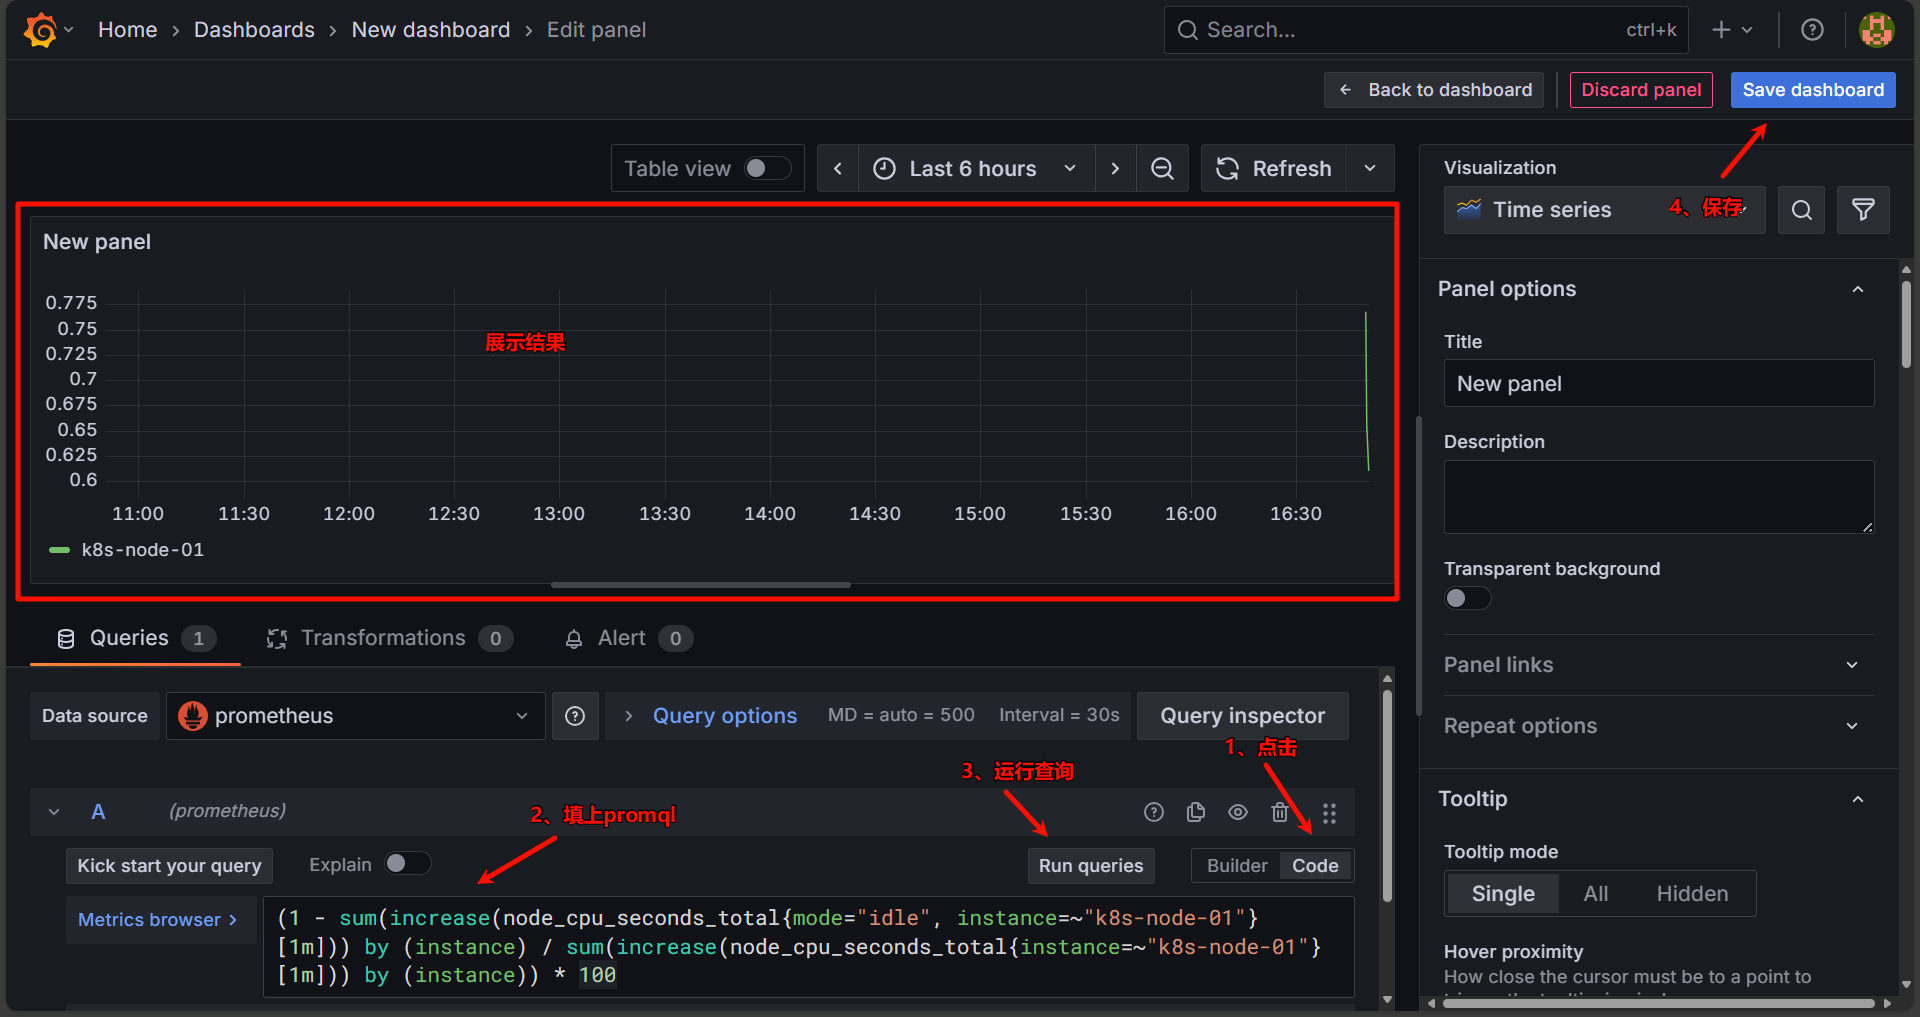 Home › Dashboards › New dashboard › Edit panel
Search... ctrl+k
Back to dashboard Discard panel Save dashboard
Table view Last 6 hours Refresh
Visualization
Time series
4、保存
New panel
0.775
0.75
0.725
0.7
0.675
0.65
0.625
0.6
展示结果
11:00 11:30 12:00 12:30 13:00 13:30 14:00 14:30 15:00 15:30 16:00 16:30
k8s-node-01
Panel options
Title
New panel
Description
Transparent background
Panel links
Repeat options
Tooltip
Tooltip mode
Single All Hidden
Hover proximity
How close the cursor must be to a point to
Queries 1 Transformations 0 Alert 0
Data source prometheus Query options MD = auto = 500 Interval = 30s Query inspector
1、点击
3、运行查询
2、填上promql
A (prometheus)
Kick start your query Explain Run queries Builder Code
Metrics browser >
(1 - sum(increase(node_cpu_seconds_total{mode="idle", instance=~"k8s-node-01"}
[1m])) by (instance) / sum(increase(node_cpu_seconds_total{instance=~"k8s-node-01"}
[1m])) by (instance)) * 100